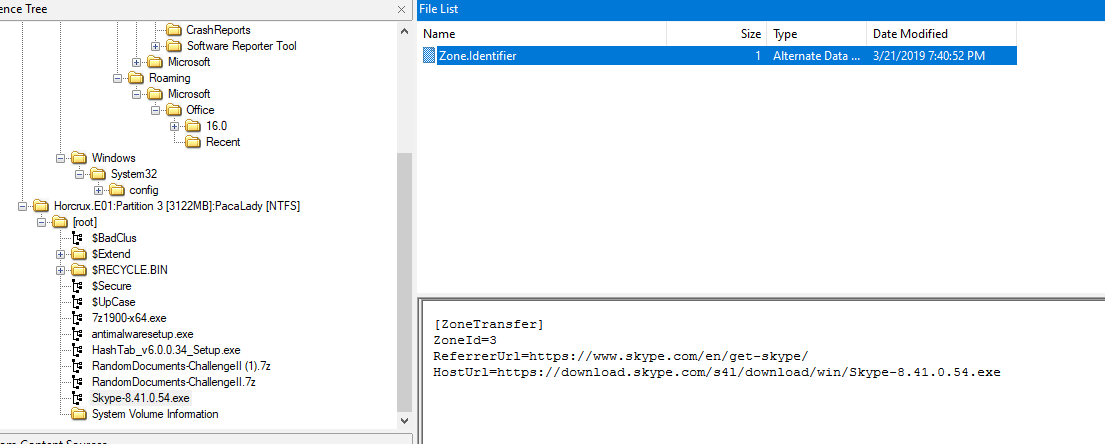 ence Tree
CrashReports
Software Reporter Tool
Microsoft
Roaming
Microsoft
Office
16.0
Recent
Windows
System32
config
Horcrux.E01:Partition 3 [3122MB]:PacaLady [NTFS]
[root]
$BadClus
$Extend
$RECYCLE.BIN
$Secure
$UpCase
7z1900-x64.exe
antimalwaresetup.exe
HashTab_v6.0.0.34_Setup.exe
RandomDocuments-ChallengeII (1).7z
RandomDocuments-ChallengeII.7z
Skype-8.41.0.54.exe
System Volume Information
om Content Sources
File List
Name Size Type Date Modified
Zone.Identifier 1 Alternate Data ... 3/21/2019 7:40:52 PM
[ZoneTransfer]
ZoneId=3
ReferrerUrl=https://www.skype.com/en/get-skype/
HostUrl=https://download.skype.com/s4l/download/win/Skype-8.41.0.54.exe